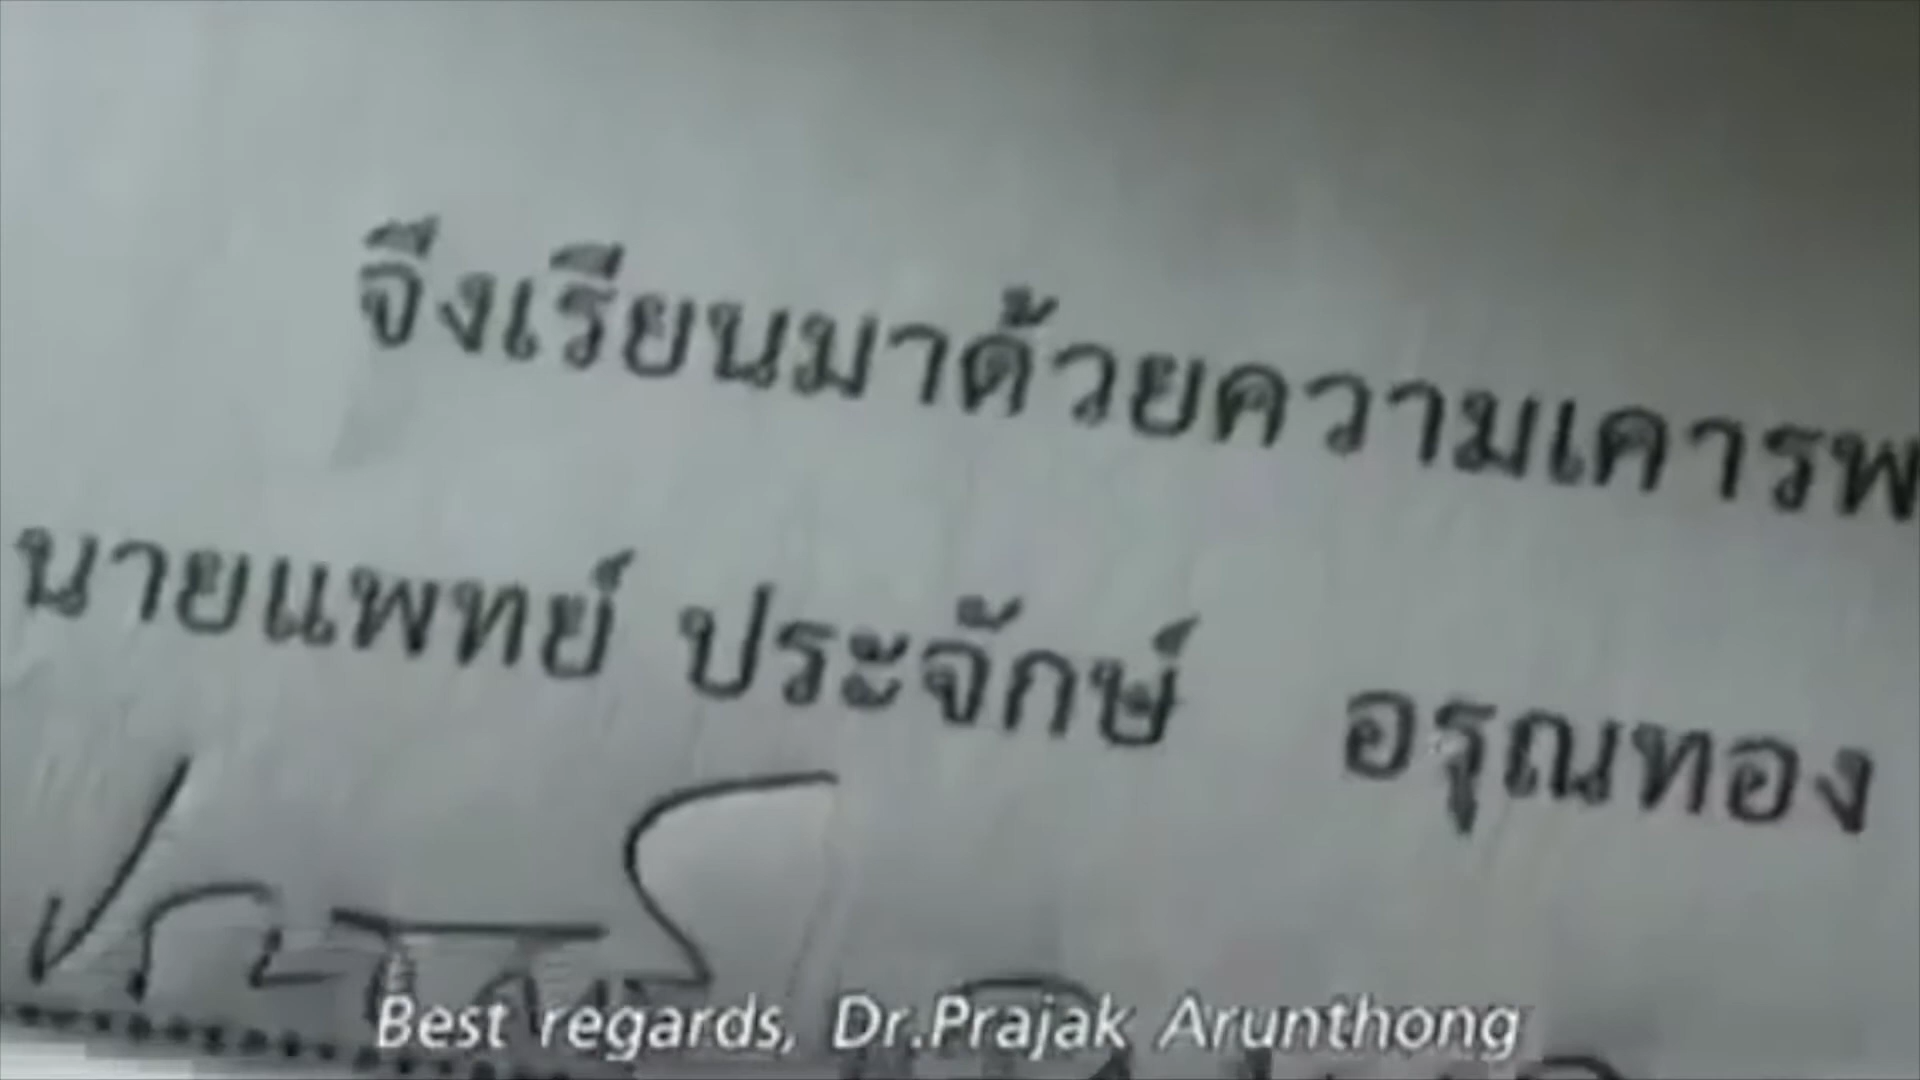 จึงเรียนมาด้วยความเคารพ
นายแพทย์ ประจักษ์ อรุณทอง
Best regards, Dr.Prajak Arunthong